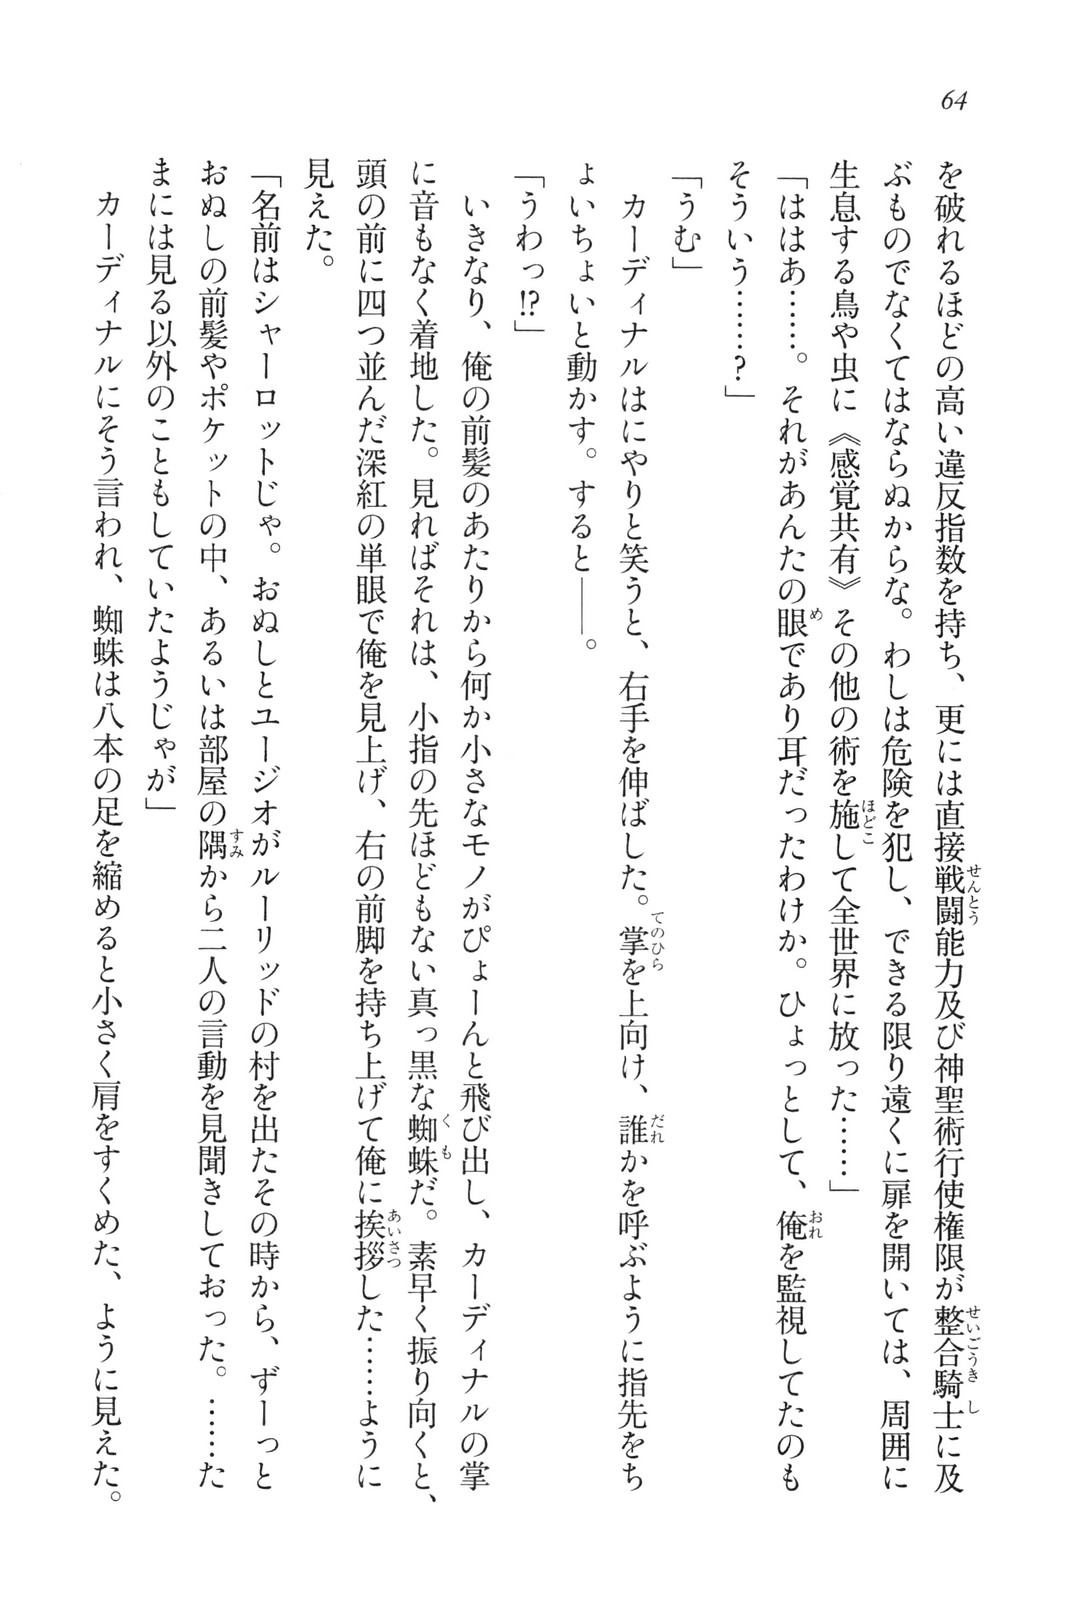 64
を破れるほどの高い違反指数を持ち、更には直接戦闘能力及び神聖術行使権限が整合騎士に及
ぶものでなくてはならぬからな。わしは危険を犯し、できる限り遠くに扉を開いては、周囲に
生息する鳥や虫に《感覚共有》その他の術を施して全世界に放った……」
「ははあ……。それがあんたの眼であり耳だったわけか。ひょっとして、俺を監視してたのも
そういう……？」
「うむ」
　カーディナルはにやりと笑うと、右手を伸ばした。掌を上向け、誰かを呼ぶように指先をち
ょいちょいと動かす。すると――。
「うわっ!?」
　いきなり、俺の前髪のあたりから何か小さなモノがぴょーんと飛び出し、カーディナルの掌
に音もなく着地した。見ればそれは、小指の先ほどもない真っ黒な蜘蛛だ。素早く振り向くと、
頭の前に四つ並んだ深紅の単眼で俺を見上げ、右の前脚を持ち上げて俺に挨拶した……ように
見えた。
「名前はシャーロットじゃ。おぬしとユージオがルーリッドの村を出たその時から、ずーっと
おぬしの前髪やポケットの中、あるいは部屋の隅から二人の言動を見聞きしておった。……た
まには見る以外のこともしていたようじゃが」
　カーディナルにそう言われ、蜘蛛は八本の足を縮めると小さく肩をすくめた、ように見えた。